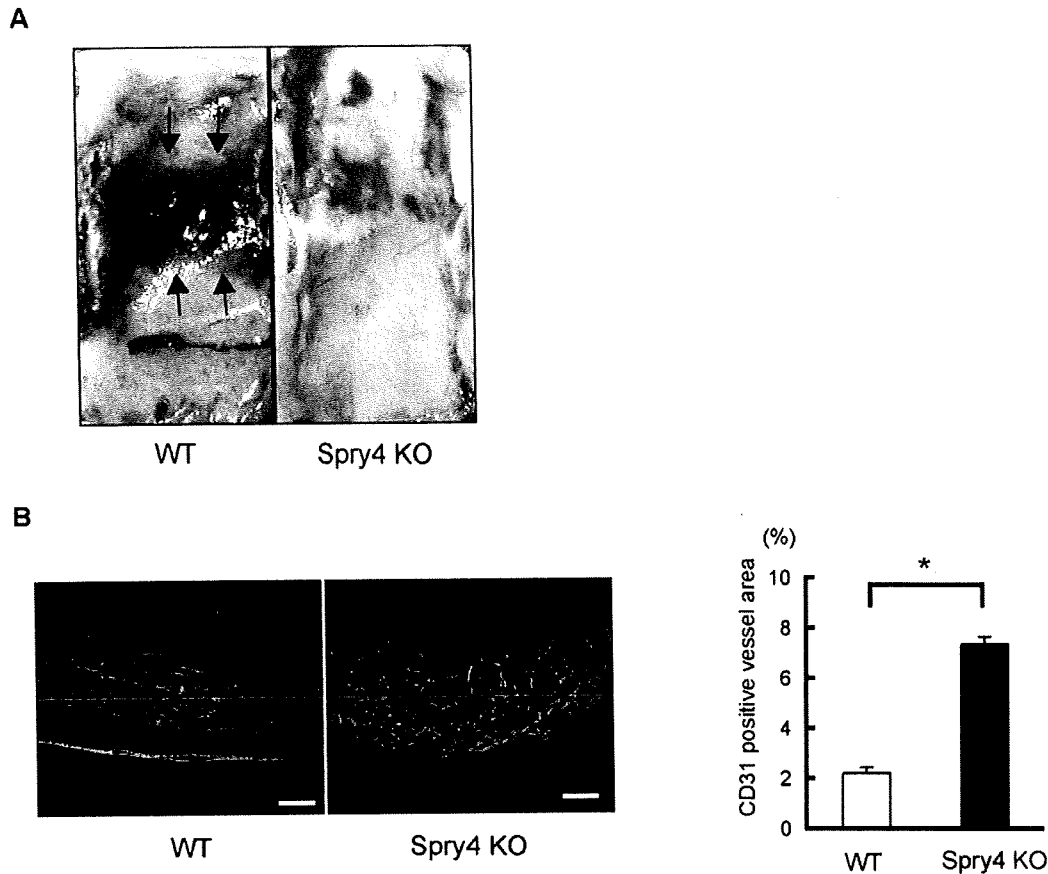 A
WT
Spry4 KO
B
WT
Spry4 KO
(%)
CD31 positive vessel area
10
8
6
4
2
0
*
WT
Spry4 KO